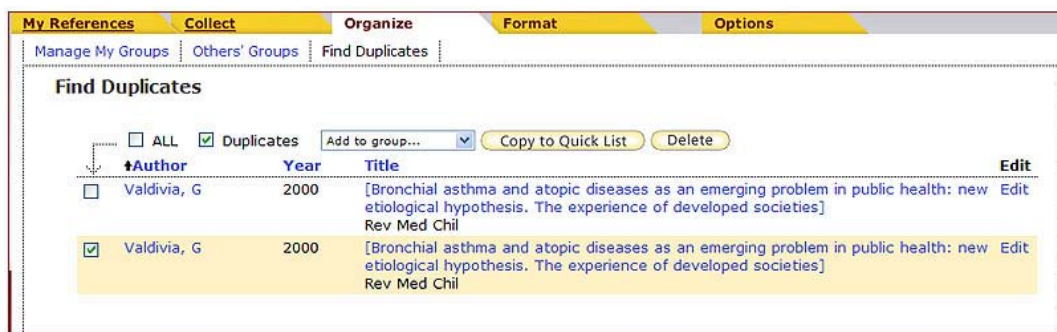 My References Collect Organize Format Options
Manage My Groups Others' Groups Find Duplicates
Find Duplicates
ALL Duplicates Add to group... Copy to Quick List Delete
Author Year Title Edit
Valdivia, G 2000 [Bronchial asthma and atopic diseases as an emerging problem in public health: new Edit
etiological hypothesis. The experience of developed societies]
Rev Med Chil
Valdivia, G 2000 [Bronchial asthma and atopic diseases as an emerging problem in public health: new Edit
etiological hypothesis. The experience of developed societies]
Rev Med Chil